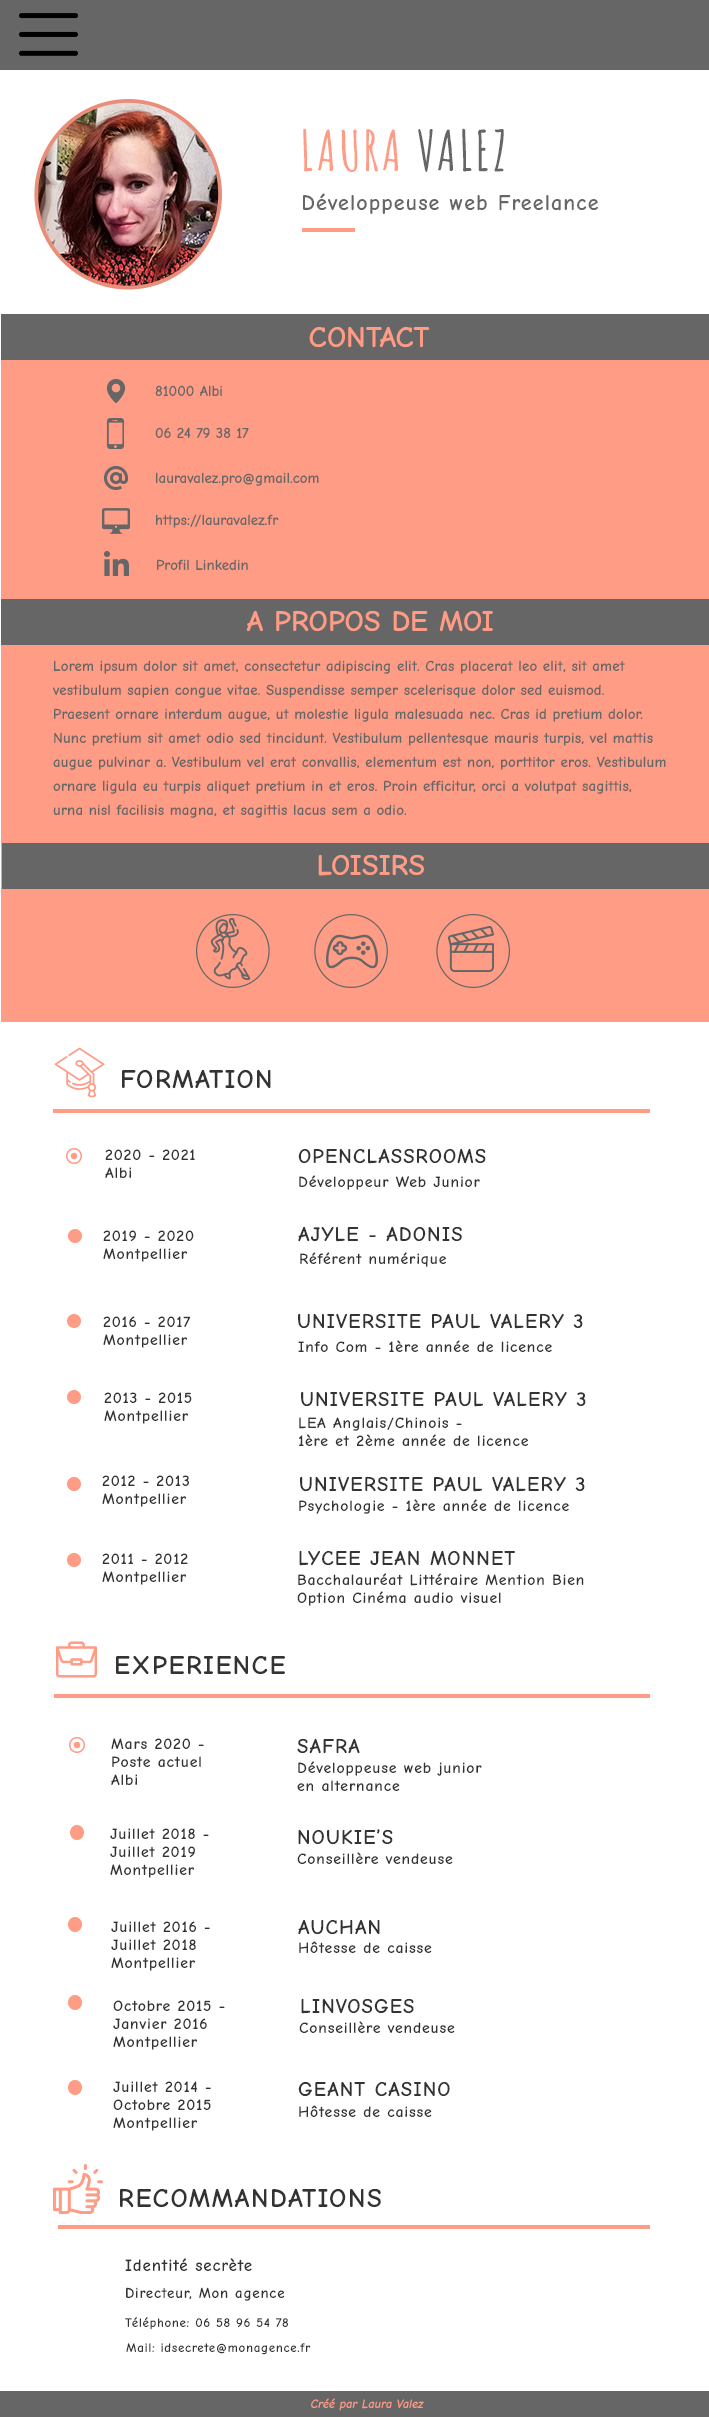 LAURA VALEZ
Développeuse web Freelance
CONTACT
81000 Albi
06 24 79 38 17
lauravalez.pro@gmail.com
https://lauravalez.fr
in Profil Linkedin
A PROPOS DE MOI
Lorem ipsum dolor sit amet, consectetur adipiscing elit. Cras placerat leo elit, sit amet
vestibulum sapien congue vitae. Suspendisse semper scelerisque dolor sed euismod.
Praesent ornare interdum augue, ut molestie ligula malesuada nec. Cras id pretium dolor.
Nunc pretium sit amet odio sed tincidunt. Vestibulum pellentesque mauris turpis, vel mattis
augue pulvinar a. Vestibulum vel erat convallis, elementum est non, porttitor eros. Vestibulum
ornare ligula eu turpis aliquet pretium in et eros. Proin efficitur, orci a volutpat sagittis,
urna nisl facilisis magna, et sagittis lacus sem a odio.
LOISIRS
FORMATION
2020 - 2021
Albi
OPENCLASSROOMS
Développeur Web Junior
2019 - 2020
Montpellier
AJYLE - ADONIS
Référent numérique
2016 - 2017
Montpellier
UNIVERSITE PAUL VALERY 3
Info Com - 1ère année de licence
2013 - 2015
Montpellier
UNIVERSITE PAUL VALERY 3
LEA Anglais/Chinois -
1ère et 2ème année de licence
2012 - 2013
Montpellier
UNIVERSITE PAUL VALERY 3
Psychologie - 1ère année de licence
2011 - 2012
Montpellier
LYCEE JEAN MONNET
Baccalauréat Littéraire Mention Bien
Option Cinéma audio visuel
EXPERIENCE
Mars 2020 -
Poste actuel
Albi
SAFRA
Développeuse web junior
en alternance
Juillet 2018 -
Juillet 2019
Montpellier
NOUKIE'S
Conseillère vendeuse
Juillet 2016 -
Juillet 2018
Montpellier
AUCHAN
Hôtesse de caisse
Octobre 2015 -
Janvier 2016
Montpellier
LINVOSGES
Conseillère vendeuse
Juillet 2014 -
Octobre 2015
Montpellier
GEANT CASINO
Hôtesse de caisse
RECOMMANDATIONS
Identité secrète
Directeur, Mon agence
Téléphone: 06 58 96 54 78
Mail: idsecrete@monagence.fr
Créé par Laura Valez